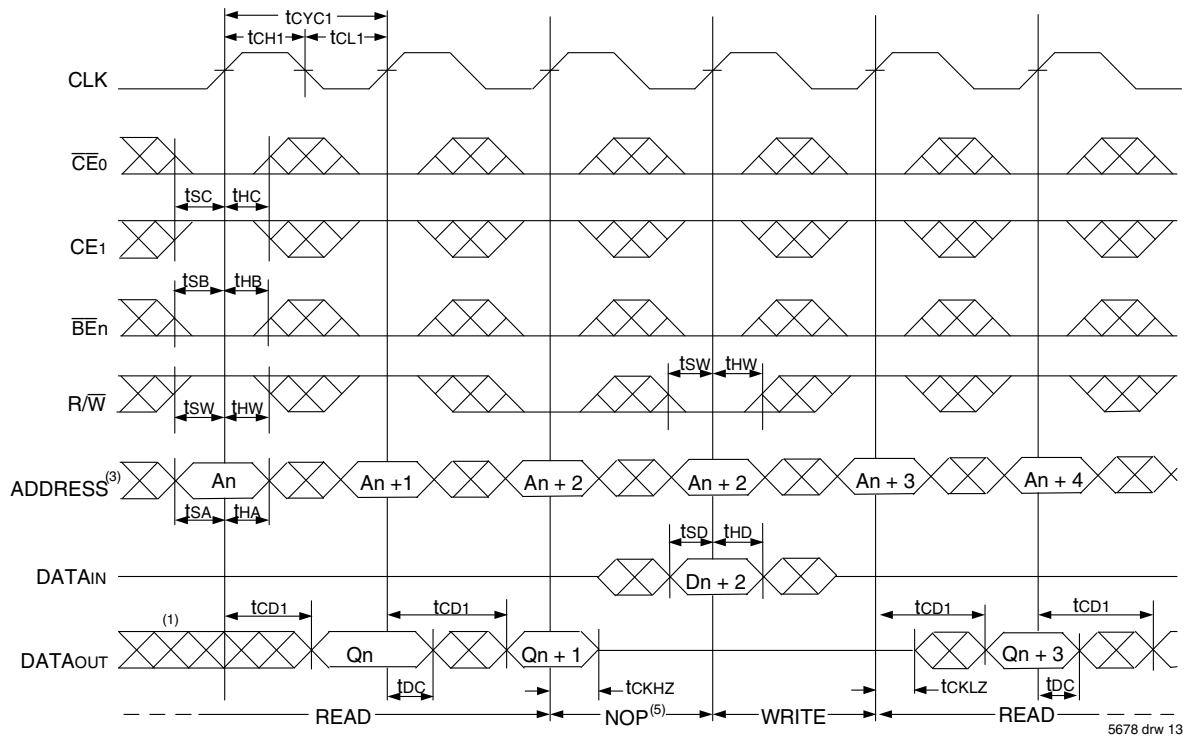 tCYC1
tCH1 tCL1
CLK
CE0
tSC tHC
CE1
tSB tHB
BEn
tSW tHW
R/W
tSW tHW
ADDRESS(3) An An +1 An + 2 An + 2 An + 3 An + 4
tSA tHA
tSD tHD
DATAIN Dn + 2
tCD1 tCD1 tCD1 tCD1
(1)
DATAOUT Qn Qn + 1 Qn + 3
tDC tCKHZ tCKLZ tDC
READ NOP(5) WRITE READ
5678 drw 13